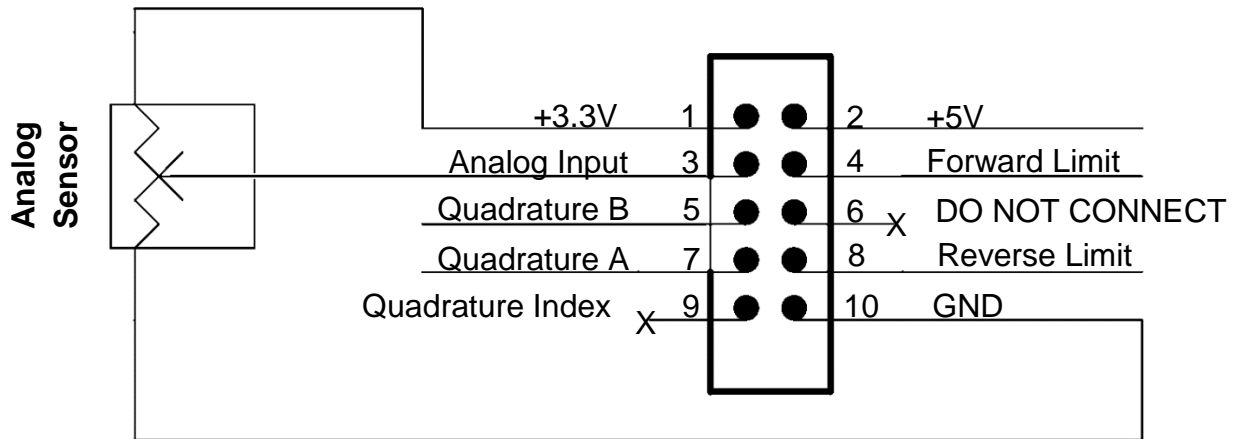 Analog
Sensor
+3.3V 1 2 +5V
Analog Input 3 4 Forward Limit
Quadrature B 5 6 X DO NOT CONNECT
Quadrature A 7 8 Reverse Limit
Quadrature Index X 9 10 GND